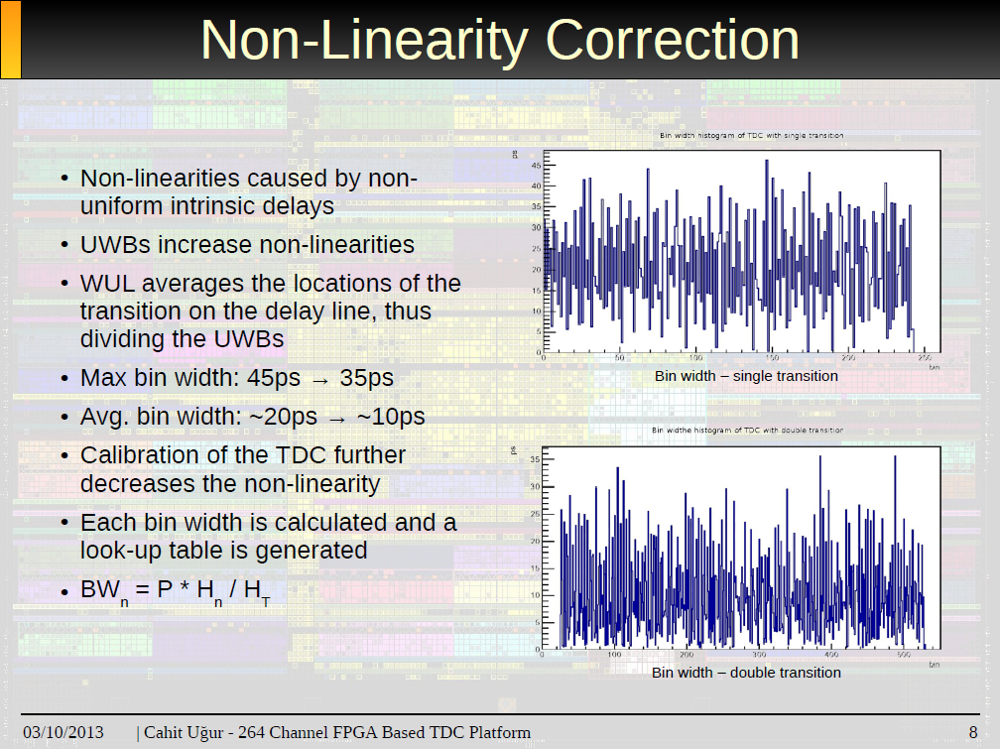 Non-Linearity Correction
• Non-linearities caused by non-
uniform intrinsic delays
• UWBs increase non-linearities
• WUL averages the locations of the
transition on the delay line, thus
dividing the UWBs
• Max bin width: 45ps → 35ps
• Avg. bin width: ~20ps → ~10ps
• Calibration of the TDC further
decreases the non-linearity
• Each bin width is calculated and a
look-up table is generated
• BWn = P * Hn / HT
Bin width histogram of TDC with single transition
ps
45
40
35
30
25
20
15
10
5
0
0 50 100 150 200 250
bin
Bin width – single transition
Bin widthe histogram of TDC with double transition
ps
35
30
25
20
15
10
5
0
0 100 200 300 400 500
bin
Bin width – double transition
03/10/2013 | Cahit Uğur - 264 Channel FPGA Based TDC Platform 8